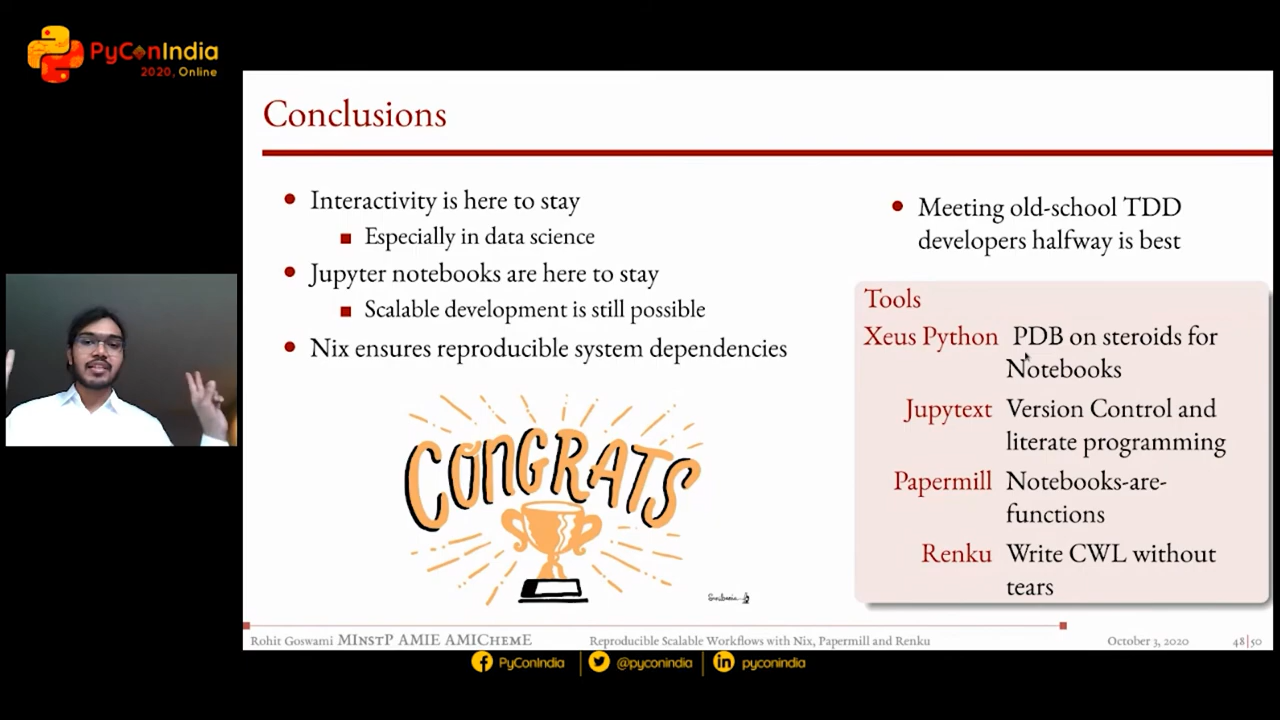 PyConIndia
2020, Online
Conclusions
Interactivity is here to stay
Especially in data science
Jupyter notebooks are here to stay
Scalable development is still possible
Nix ensures reproducible system dependencies
CONGRATS
Meeting old-school TDD
developers halfway is best
Tools
Xeus Python PDB on steroids for
Notebooks
Jupytext Version Control and
literate programming
Papermill Notebooks-are-
functions
Renku Write CWL without
tears
Rohit Goswami MInstP AMIE AMIChemE Reproducible Scalable Workflows with Nix, Papermill and Renku October 3, 2020 48|50
PyConIndia @pyconindia pyconindia